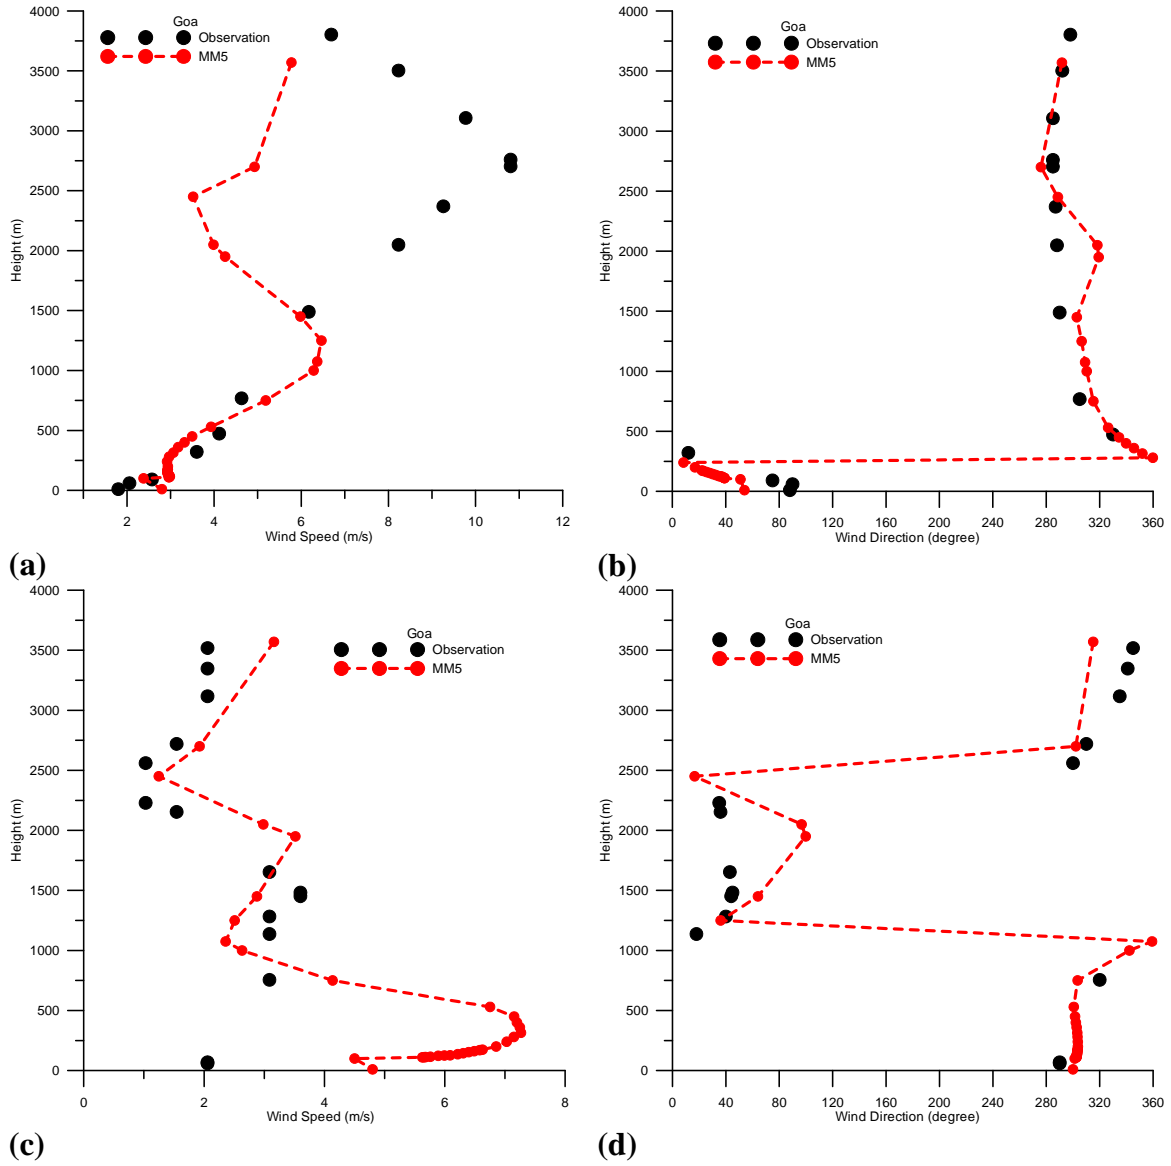 Goa
Observation
MM5
4000
3500
3000
2500
2000
1500
1000
500
0
Height (m)
2 4 6 8 10 12
Wind Speed (m/s)
(a)
Goa
Observation
MM5
4000
3500
3000
2500
2000
1500
1000
500
0
Height (m)
0 40 80 120 160 200 240 280 320 360
Wind Direction (degree)
(b)
Goa
Observation
MM5
4000
3500
3000
2500
2000
1500
1000
500
0
Height (m)
0 2 4 6 8
Wind Speed (m/s)
(c)
Goa
Observation
MM5
4000
3500
3000
2500
2000
1500
1000
500
0
Height (m)
0 40 80 120 160 200 240 280 320 360
Wind Direction (degree)
(d)